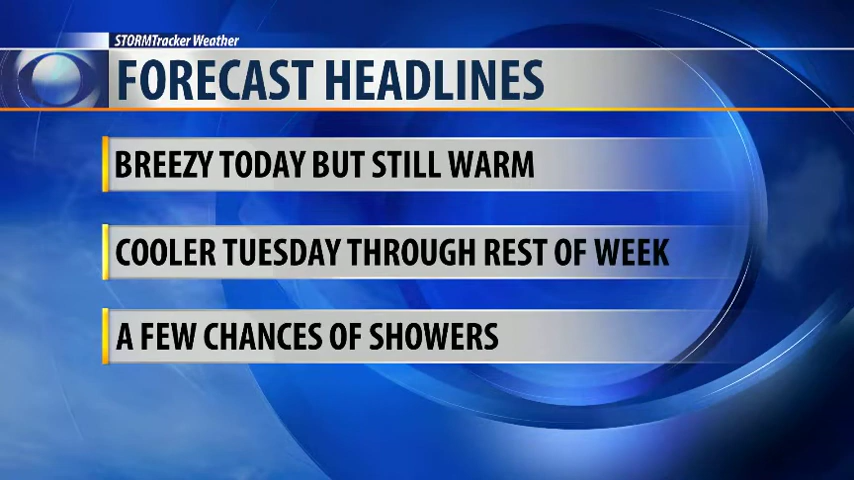 STORMTracker Weather
FORECAST HEADLINES
BREEZY TODAY BUT STILL WARM
COOLER TUESDAY THROUGH REST OF WEEK
A FEW CHANCES OF SHOWERS